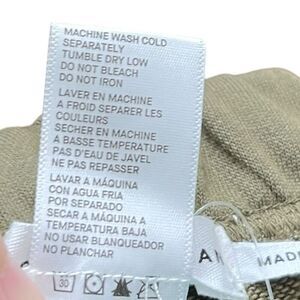 MACHINE WASH COLD
SEPARATELY
TUMBLE DRY LOW
DO NOT BLEACH
DO NOT IRON
LAVER EN MACHINE
A FROID SEPARER LES
COULEURS
SECHER EN MACHINE
A BASSE TEMPERATURE
PAS D'EAU DE JAVEL
NE PAS REPASSER
LAVAR A MÁQUINA
CON AGUA FRIA
POR SEPARADO
SECAR A MÁQUINA A
TEMPERATURA BAJA
NO USAR BLANQUEADOR
NO PLANCHAR
30
MADE